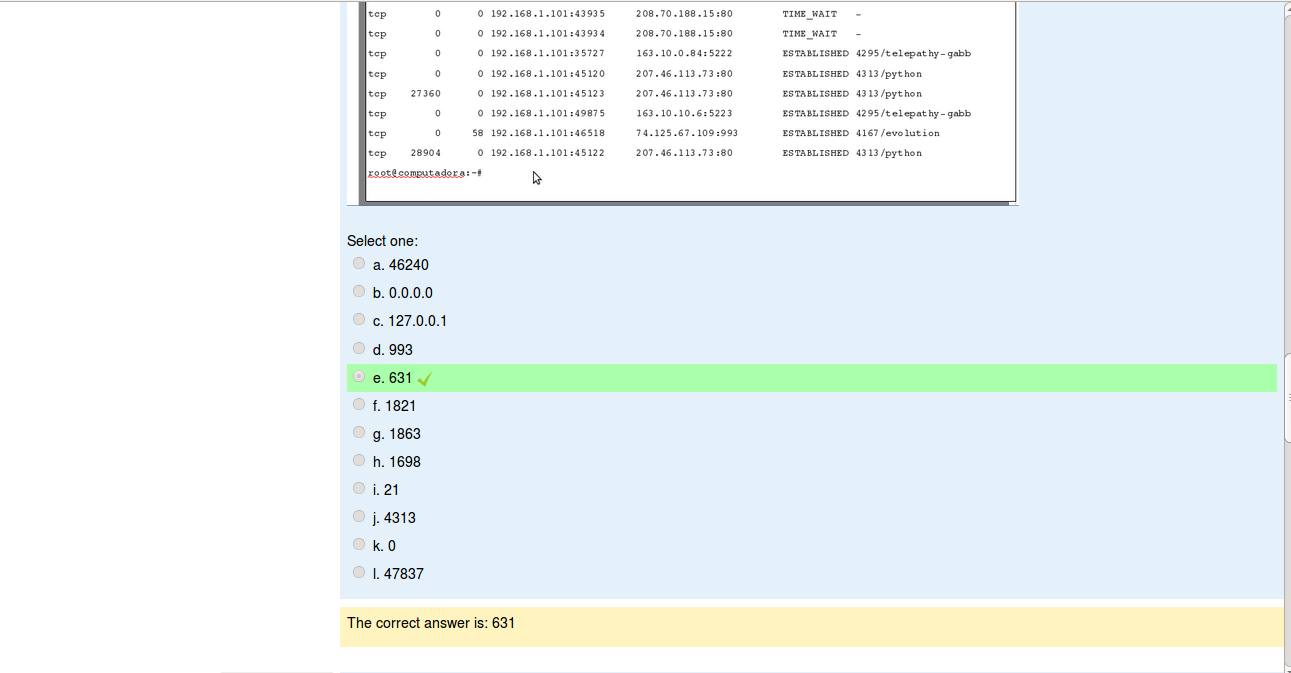 tcp 0 0 192.168.1.101:43935 208.70.188.15:80 TIME_WAIT -
tcp 0 0 192.168.1.101:43934 208.70.188.15:80 TIME_WAIT -
tcp 0 0 192.168.1.101:35727 163.10.0.84:5222 ESTABLISHED 4295/telepathy-gabb
tcp 0 0 192.168.1.101:45120 207.46.113.73:80 ESTABLISHED 4313/python
tcp 27360 0 192.168.1.101:45123 207.46.113.73:80 ESTABLISHED 4313/python
tcp 0 0 192.168.1.101:49875 163.10.10.6:5223 ESTABLISHED 4295/telepathy-gabb
tcp 0 58 192.168.1.101:46518 74.125.67.109:993 ESTABLISHED 4167/evolution
tcp 28904 0 192.168.1.101:45122 207.46.113.73:80 ESTABLISHED 4313/python
root@computadora:~#
Select one:
a. 46240
b. 0.0.0.0
c. 127.0.0.1
d. 993
e. 631
f. 1821
g. 1863
h. 1698
i. 21
j. 4313
k. 0
l. 47837
The correct answer is: 631